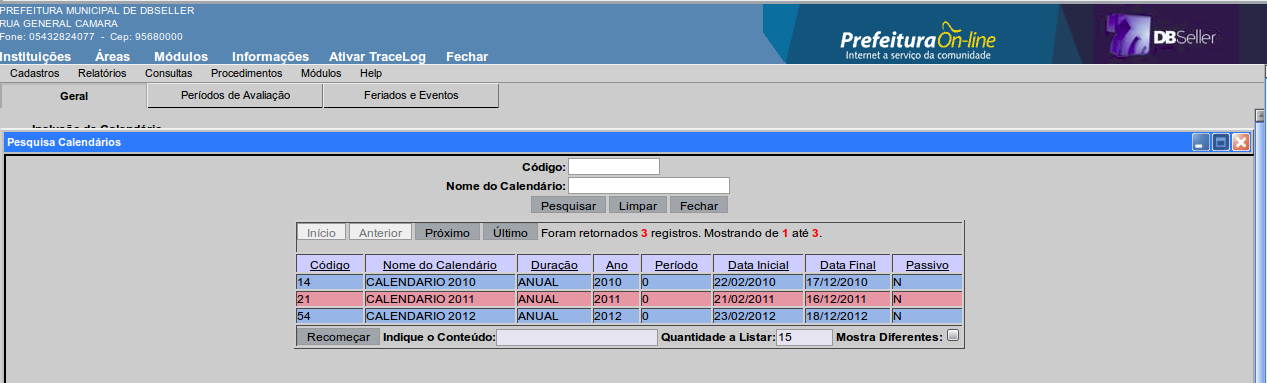 PREFEITURA MUNICIPAL DE DBSELLER
RUA GENERAL CAMARA
Fone: 05432824077 - Cep: 95680000
PrefeituraOn-line
Internet a serviço da comunidade
DBSeller
Instituições Áreas Módulos Informações Ativar TraceLog Fechar
Cadastros Relatórios Consultas Procedimentos Módulos Help
Geral Períodos de Avaliação Feriados e Eventos
Inclusão de Calendário
Pesquisa Calendários
Código:
Nome do Calendário:
Pesquisar Limpar Fechar
Início Anterior Próximo Último Foram retornados 3 registros. Mostrando de 1 até 3.
Código Nome do Calendário Duração Ano Período Data Inicial Data Final Passivo
14 CALENDARIO 2010 ANUAL 2010 0 22/02/2010 17/12/2010 N
21 CALENDARIO 2011 ANUAL 2011 0 21/02/2011 16/12/2011 N
54 CALENDARIO 2012 ANUAL 2012 0 23/02/2012 18/12/2012 N
Recomeçar Indique o Conteúdo: Quantidade a Listar: 15 Mostra Diferentes: